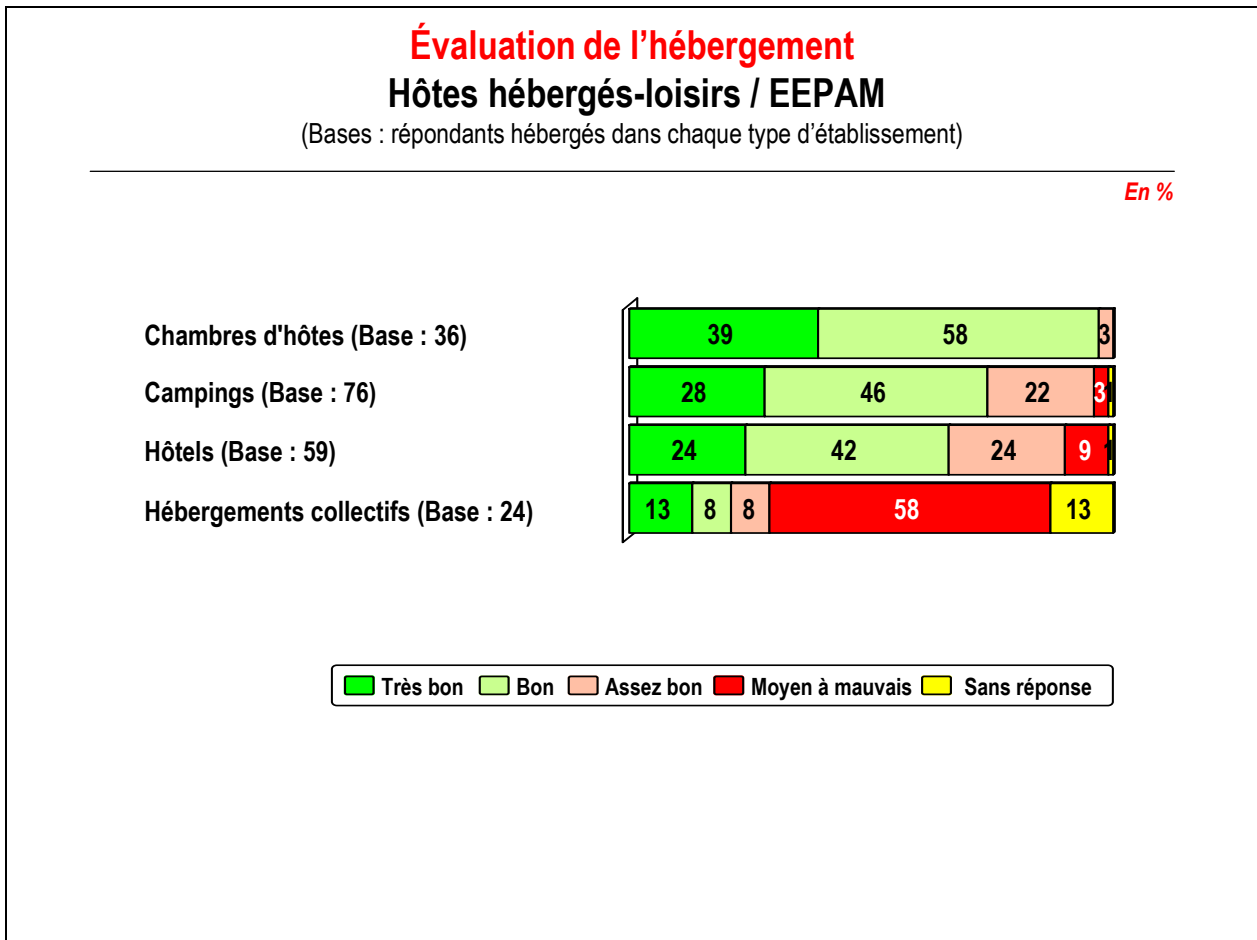 Évaluation de l’hébergement
Hôtes hébergés-loisirs / EEPAM
(Bases : répondants hébergés dans chaque type d’établissement)
En %
Chambres d'hôtes (Base : 36) 39 58 3
Campings (Base : 76) 28 46 22 3 1
Hôtels (Base : 59) 24 42 24 9 1
Hébergements collectifs (Base : 24) 13 8 8 58 13
Très bon Bon Assez bon Moyen à mauvais Sans réponse